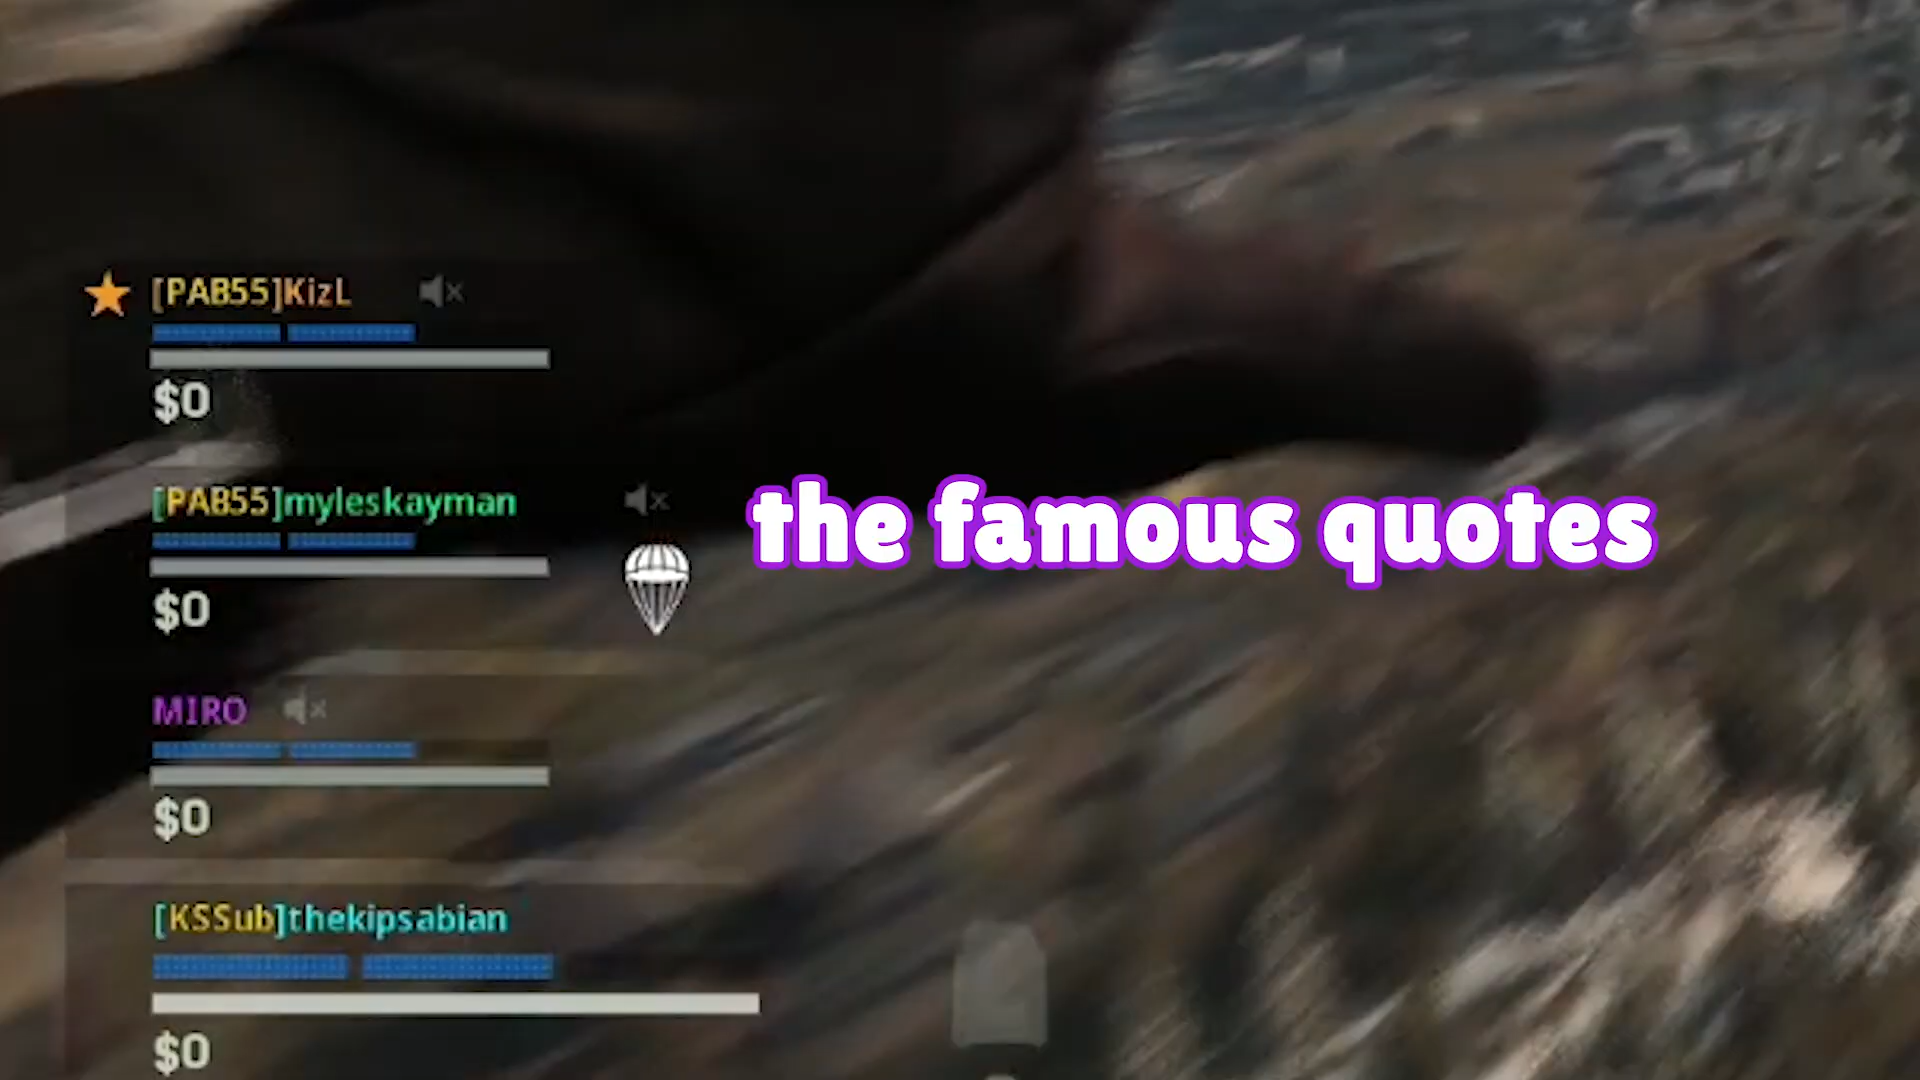 [PAB55]KizL
$0
[PAB55]myleskayman
$0
the famous quotes
MIRO
$0
[KSSub]thekipsabian
$0